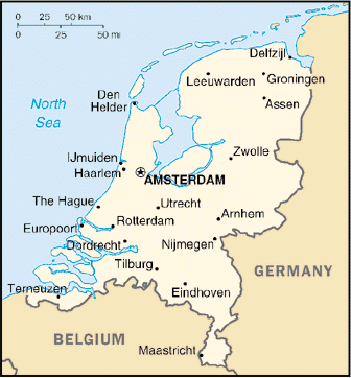 0 25 50 km
0 25 50 mi
Delfzijl
Leeuwarden
Groningen
Den
Helder
Assen
North
Sea
Zwolle
IJmuiden
Haarlem
AMSTERDAM
The Hague
Utrecht
Europoort
Rotterdam
Arnhem
Dordrecht
Nijmegen
Tilburg
GERMANY
Terneuzen
Eindhoven
BELGIUM
Maastricht